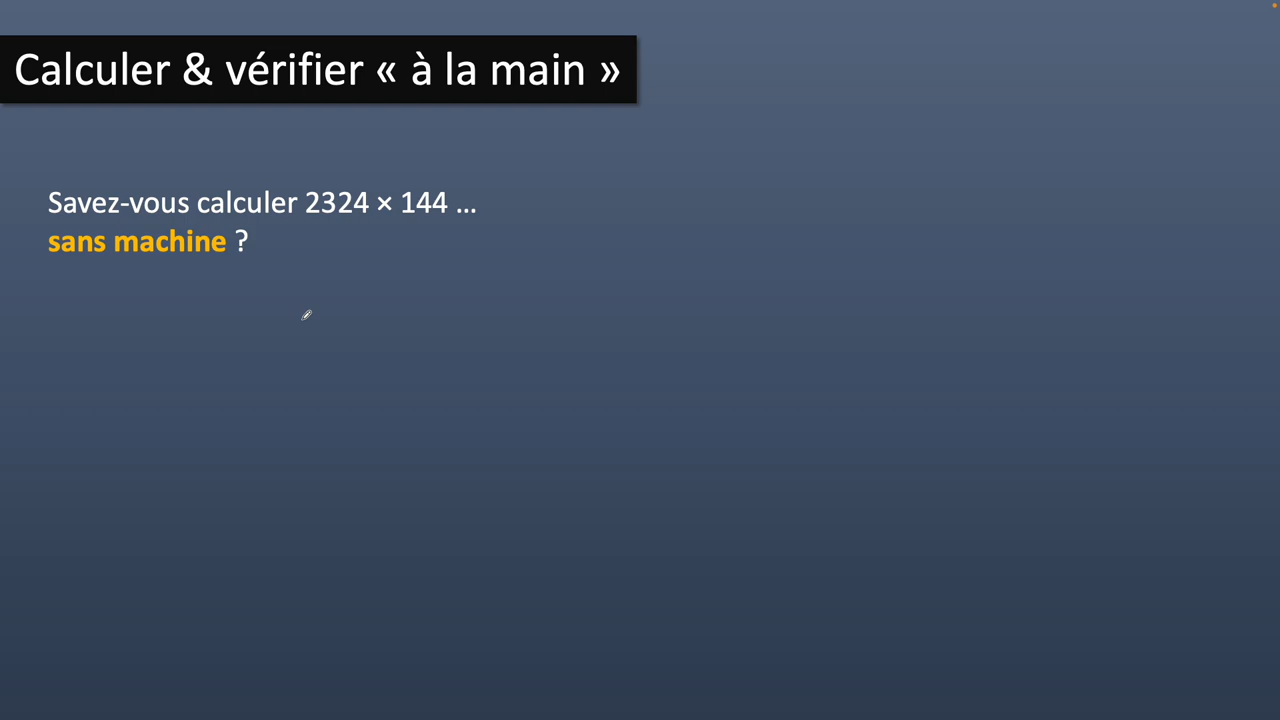 Calculer & vérifier « à la main »
Savez-vous calculer 2324 × 144 …
sans machine ?